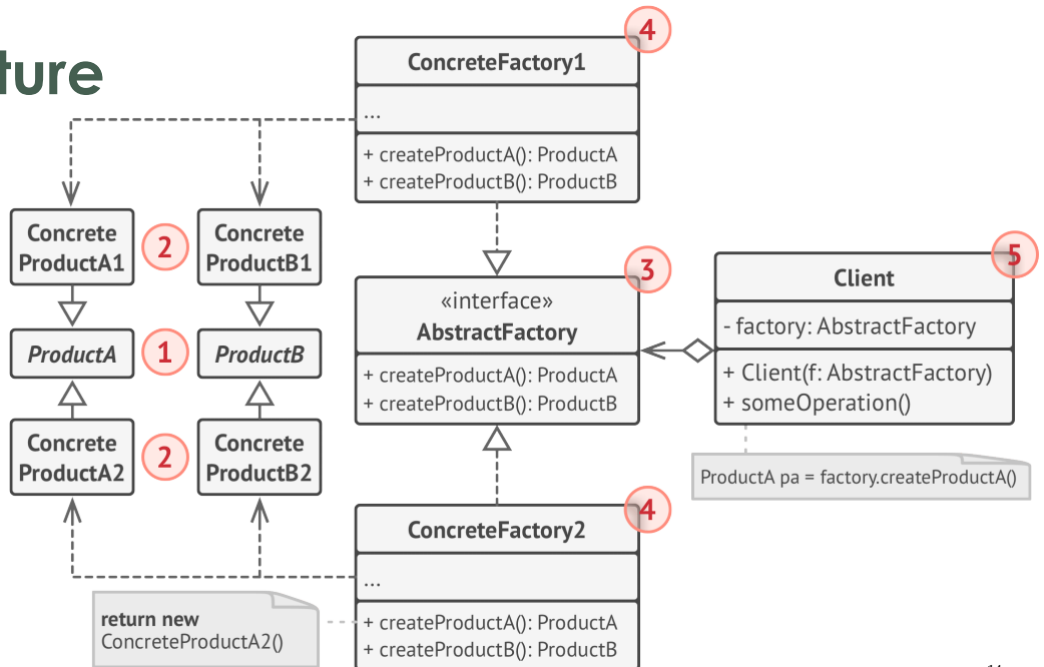 ture
4
ConcreteFactory1
...
+ createProductA(): ProductA
+ createProductB(): ProductB
Concrete
ProductA1
2
Concrete
ProductB1
ProductA
1
ProductB
Concrete
ProductA2
2
Concrete
ProductB2
3
«interface»
AbstractFactory
+ createProductA(): ProductA
+ createProductB(): ProductB
5
Client
- factory: AbstractFactory
+ Client(f: AbstractFactory)
+ someOperation()
ProductA pa = factory.createProductA()
4
ConcreteFactory2
...
+ createProductA(): ProductA
+ createProductB(): ProductB
return new
ConcreteProductA2()